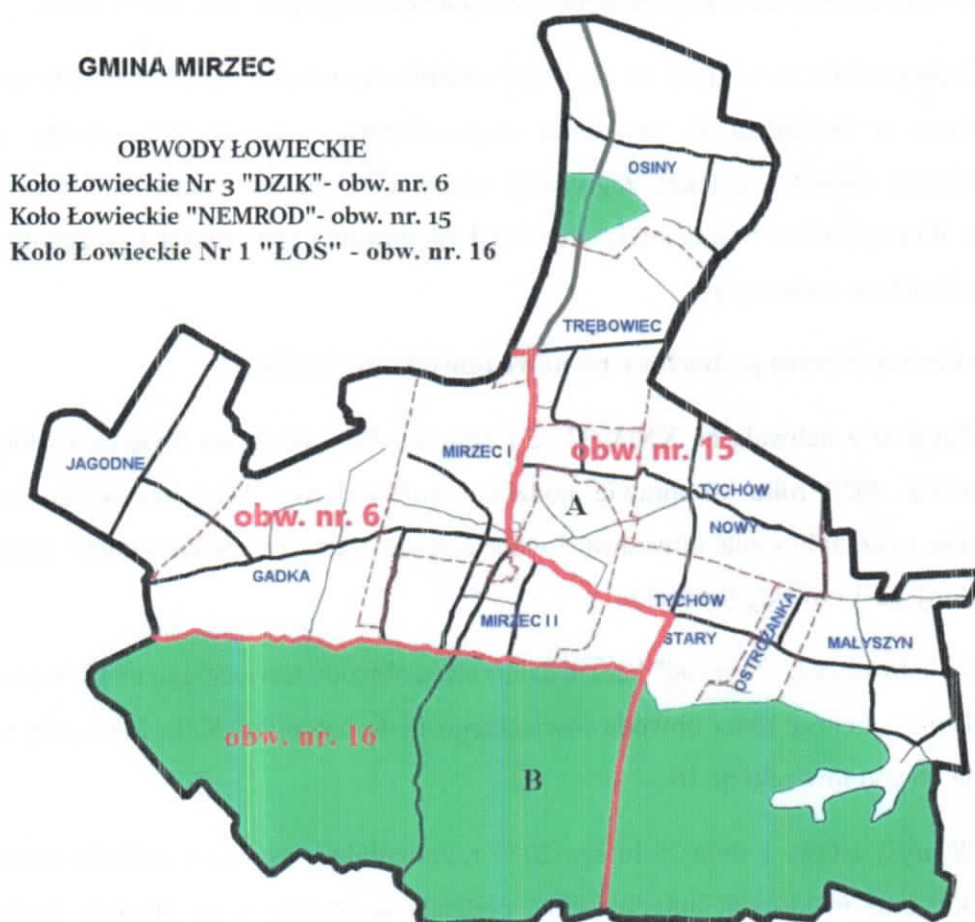 GMINA MIRZEC
OBWODY ŁOWIECKIE
Koło Łowieckie Nr 3 "DZIK"- obw. nr. 6
Koło Łowieckie "NEMROD"- obw. nr. 15
Koło Łowieckie Nr 1 "ŁOŚ" - obw. nr. 16
OSINY
TRĘBOWIEC
JAGODNE
MIRZEC I
obw. nr. 15
obw. nr. 6
A
TYCHÓW
NOWY
GADKA
MIRZEC II
TYCHÓW
STARY
OSTROŻANKA
MAŁYSZYN
obw. nr. 16
B